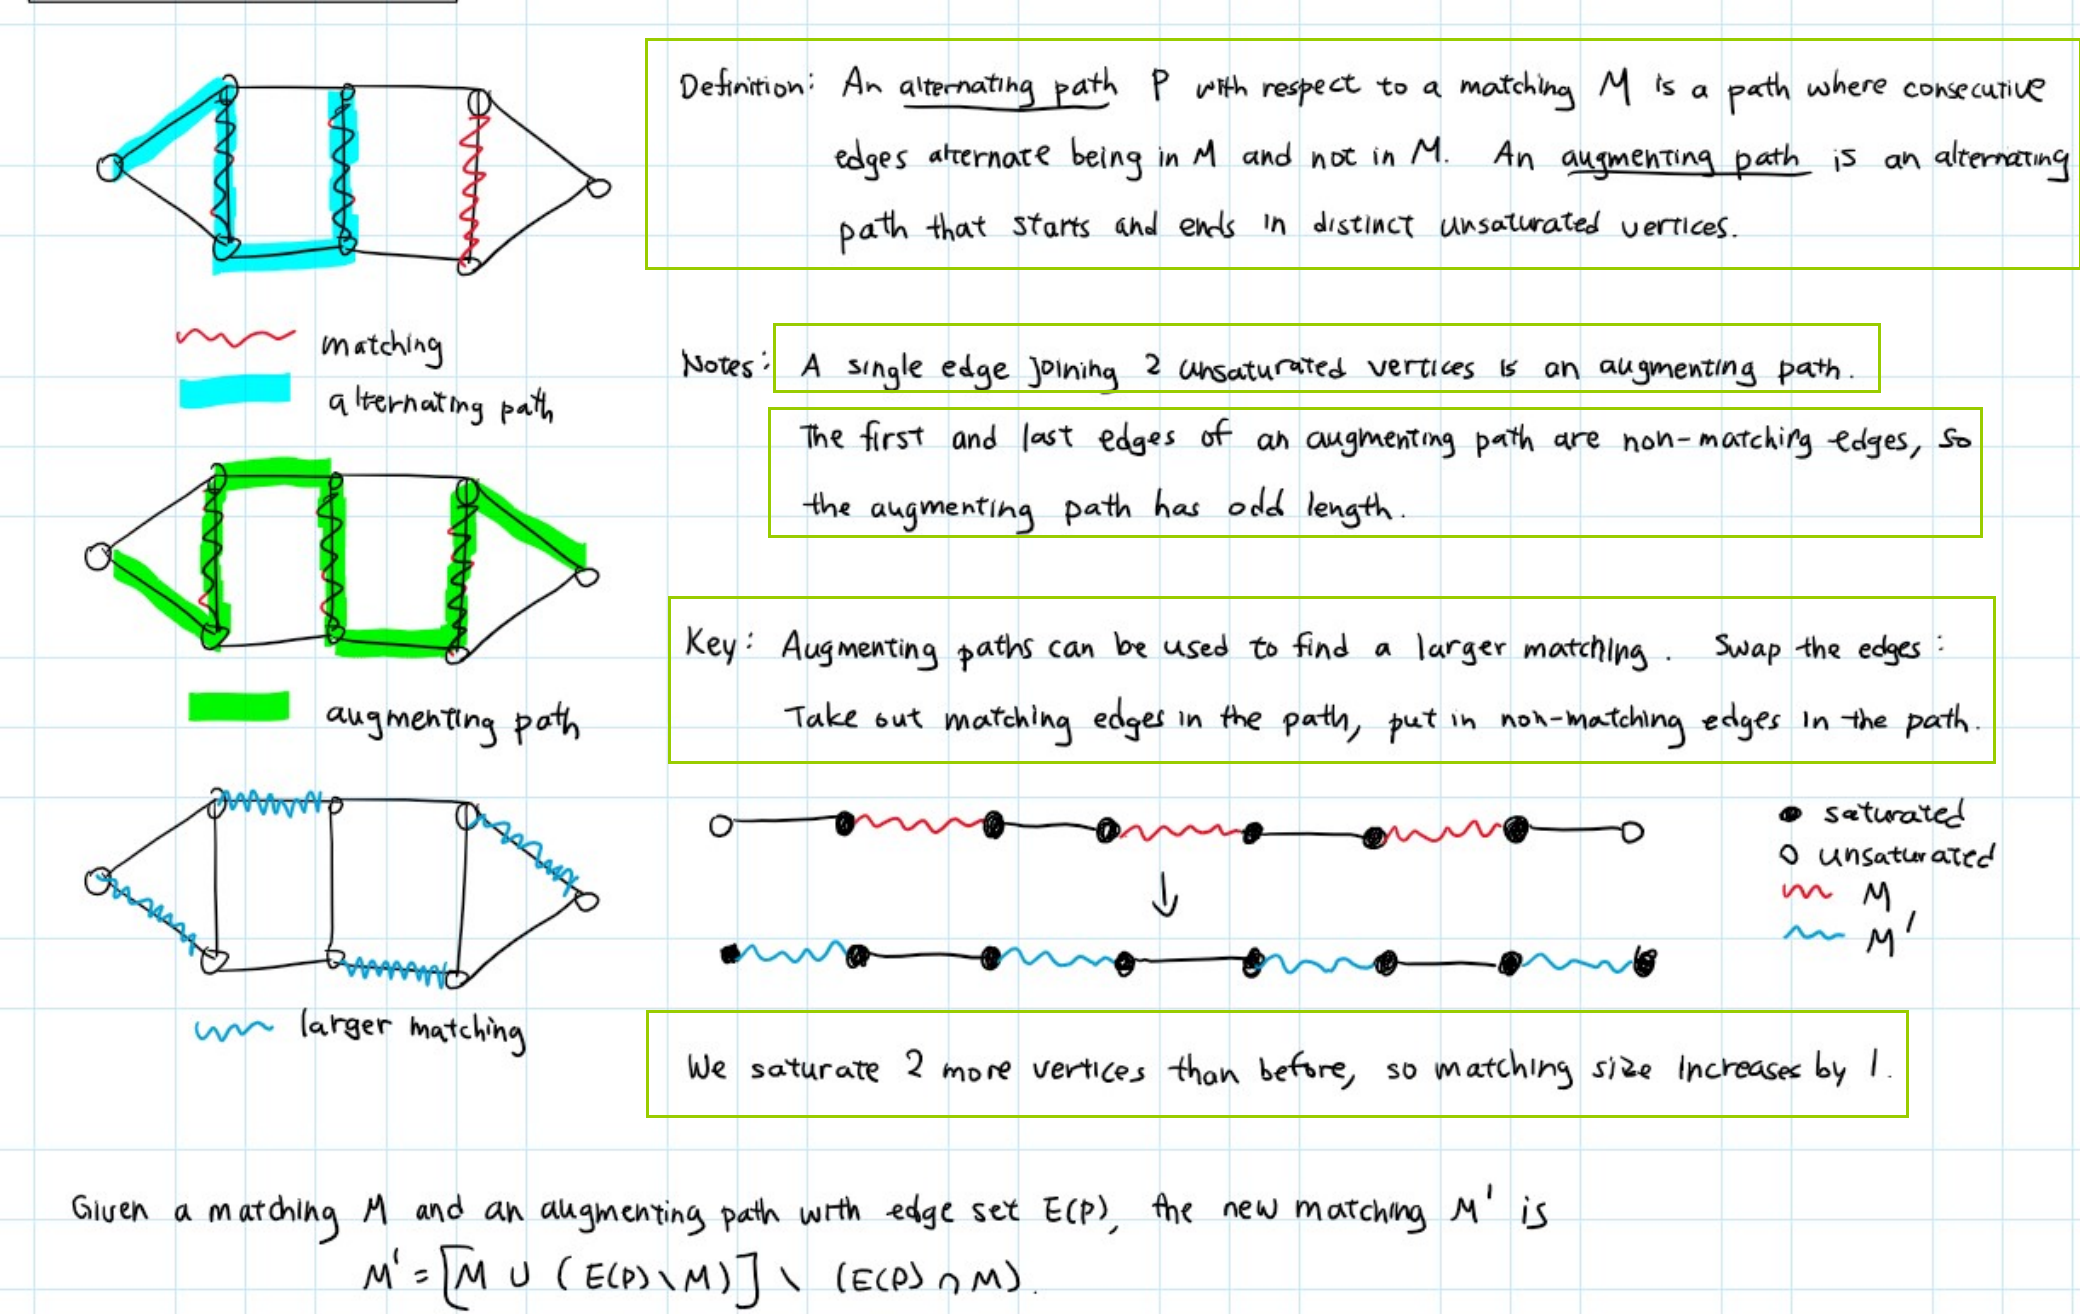 Definition: An alternating path P with respect to a matching M is a path where consecutive
edges alternate being in M and not in M. An augmenting path is an alternating
path that starts and ends in distinct unsaturated vertices.
matching
alternating path
Notes: A single edge joining 2 unsaturated vertices is an augmenting path.
The first and last edges of an augmenting path are non-matching edges, so
the augmenting path has odd length.
augmenting path
Key: Augmenting paths can be used to find a larger matching. Swap the edges:
Take out matching edges in the path, put in non-matching edges in the path.
saturated
unsaturated
M
M'
larger matching
We saturate 2 more vertices than before, so matching size increases by 1.
Given a matching M and an augmenting path with edge set E(P), the new matching M' is
M' = [M ∪ (E(P) \ M)] \ (E(P) ∩ M).